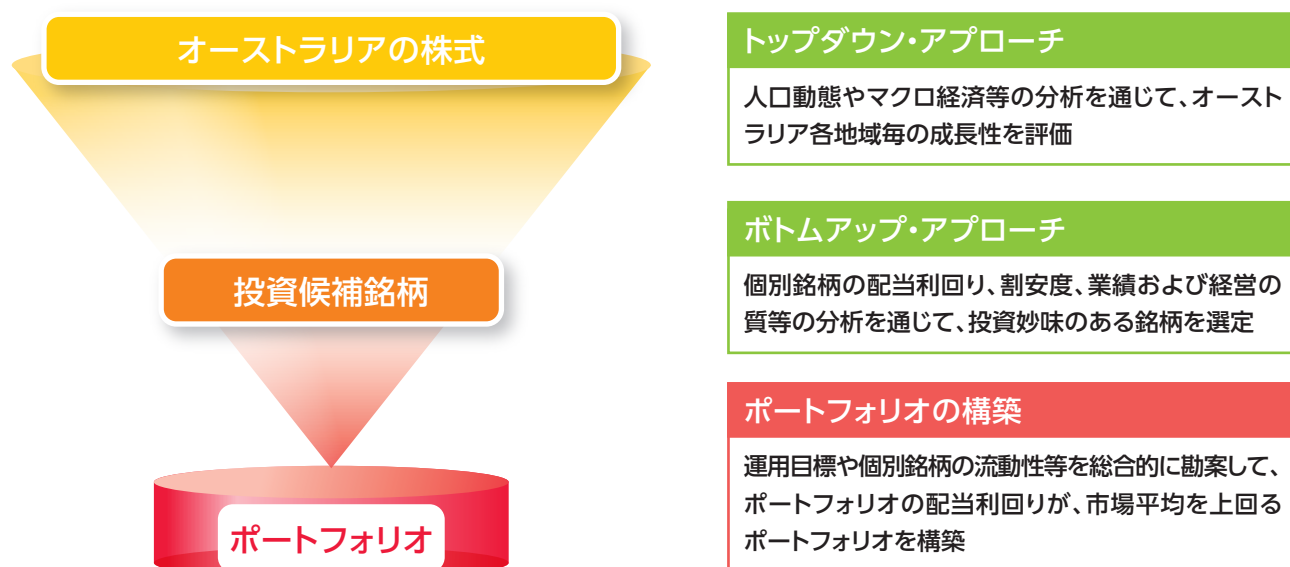 オーストラリアの株式
投資候補銘柄
ポートフォリオ
トップダウン・アプローチ
人口動態やマクロ経済等の分析を通じて、オースト
ラリア各地域毎の成長性を評価
ボトムアップ・アプローチ
個別銘柄の配当利回り、割安度、業績および経営の
質等の分析を通じて、投資妙味のある銘柄を選定
ポートフォリオの構築
運用目標や個別銘柄の流動性等を総合的に勘案して、
ポートフォリオの配当利回りが、市場平均を上回る
ポートフォリオを構築